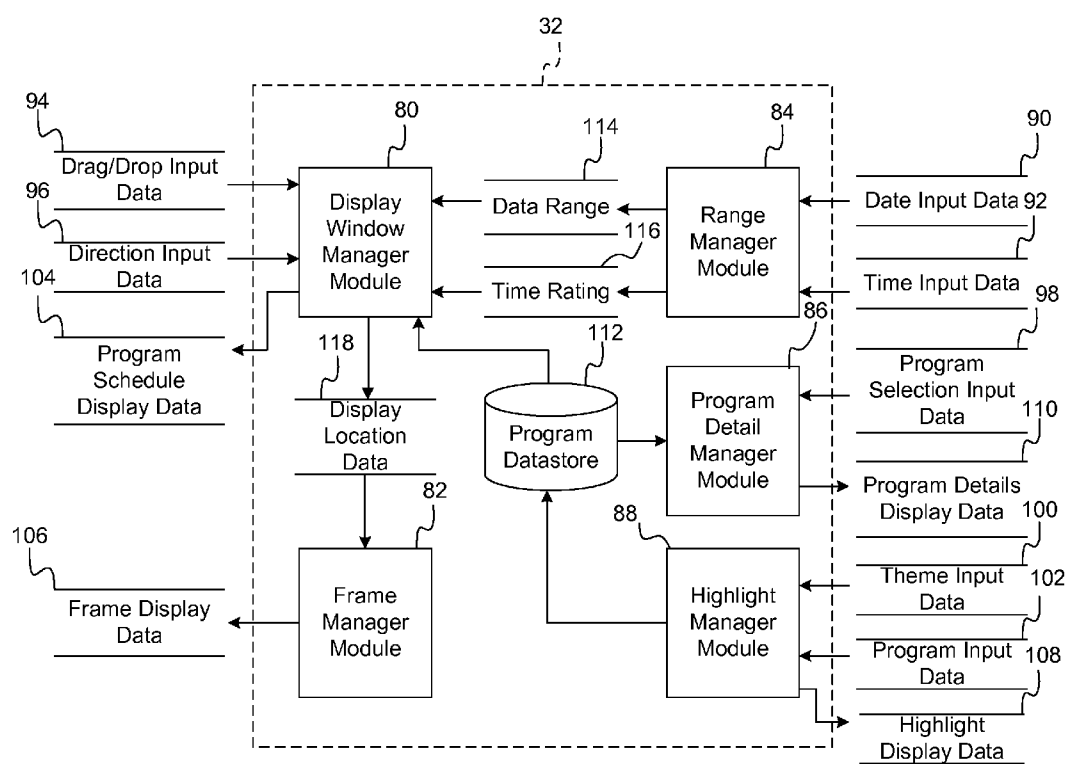 32
94
80
114
84
90
Drag/Drop Input
Data
96
Display
Window
Manager
Module
Data Range
116
Range
Manager
Module
Date Input Data
92
Direction Input
Data
104
Time Rating
Time Input Data
98
86
Program
Schedule
Display Data
118
112
Program
Selection Input
Data
110
Display
Location
Data
Program
Datastore
Program
Detail
Manager
Module
Program Details
Display Data
100
82
88
106
Frame Display
Data
Frame
Manager
Module
Highlight
Manager
Module
Theme Input
Data
102
Program Input
Data
108
Highlight
Display Data